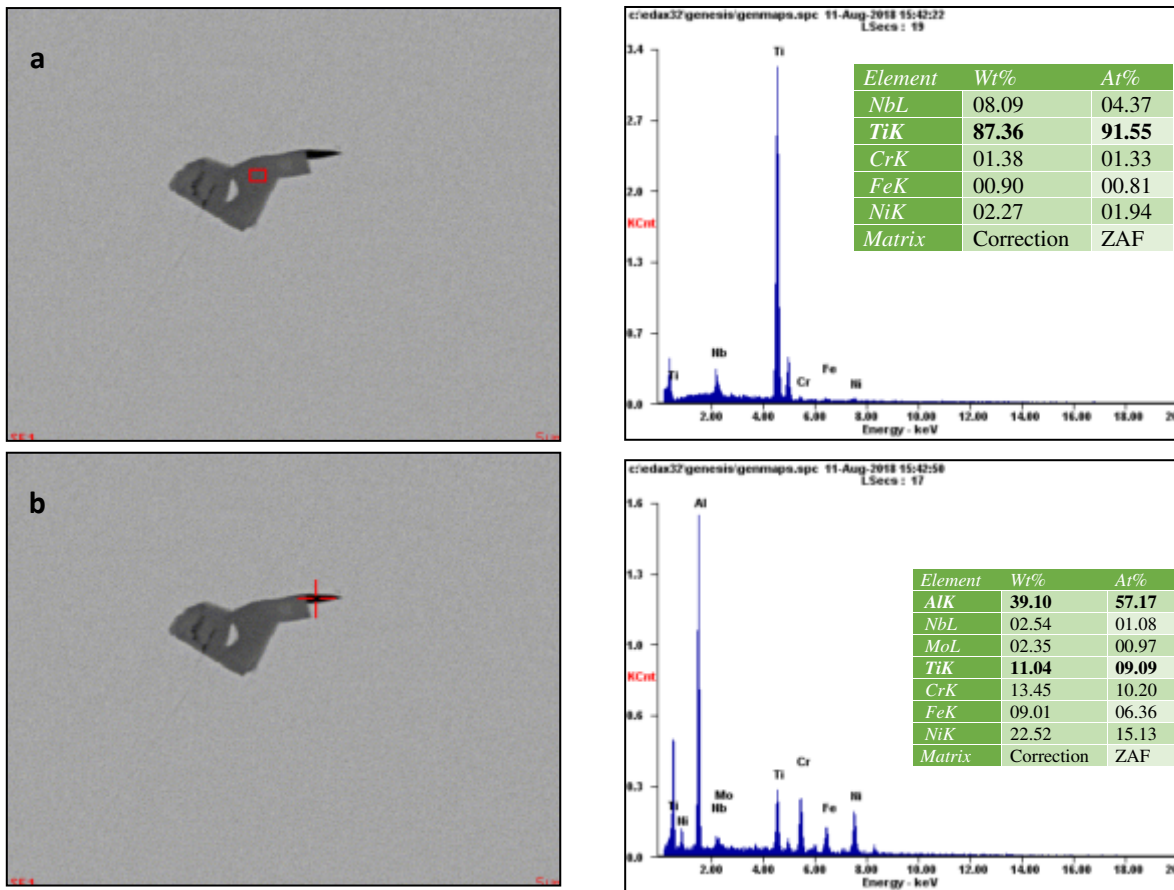 a
SE1
c:\edax32\genesis\genmaps.spc 11-Aug-2018 15:42:22
LSecs : 19
3.4
2.7
2.0
KCnt
1.3
0.7
0.0
Ti
Ti
Nb
Cr
Fe
Ni
2.00 4.00 6.00 8.00 10.00 12.00 14.00 16.00 18.00 20
Energy - keV
Element Wt% At%
NbL 08.09 04.37
TiK 87.36 91.55
CrK 01.38 01.33
FeK 00.90 00.81
NiK 02.27 01.94
Matrix Correction ZAF
b
c:\edax32\genesis\genmaps.spc 11-Aug-2018 15:42:50
LSecs : 17
1.6
1.3
1.0
KCnt
0.6
0.3
0.0
Al
Ti
Ni
Mo
Nb
Ti
Cr
Fe
Ni
2.00 4.00 6.00 8.00 10.00 12.00 14.00 16.00 18.00 20
Energy - keV
Element Wt% At%
AlK 39.10 57.17
NbL 02.54 01.08
MoL 02.35 00.97
TiK 11.04 09.09
CrK 13.45 10.20
FeK 09.01 06.36
NiK 22.52 15.13
Matrix Correction ZAF